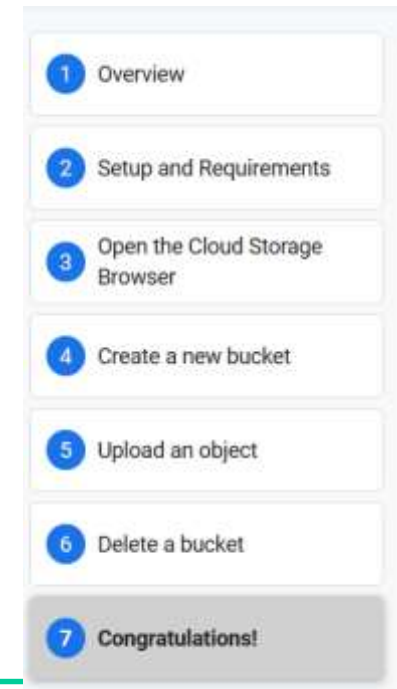 1 Overview
2 Setup and Requirements
3 Open the Cloud Storage
Browser
4 Create a new bucket
5 Upload an object
6 Delete a bucket
7 Congratulations!